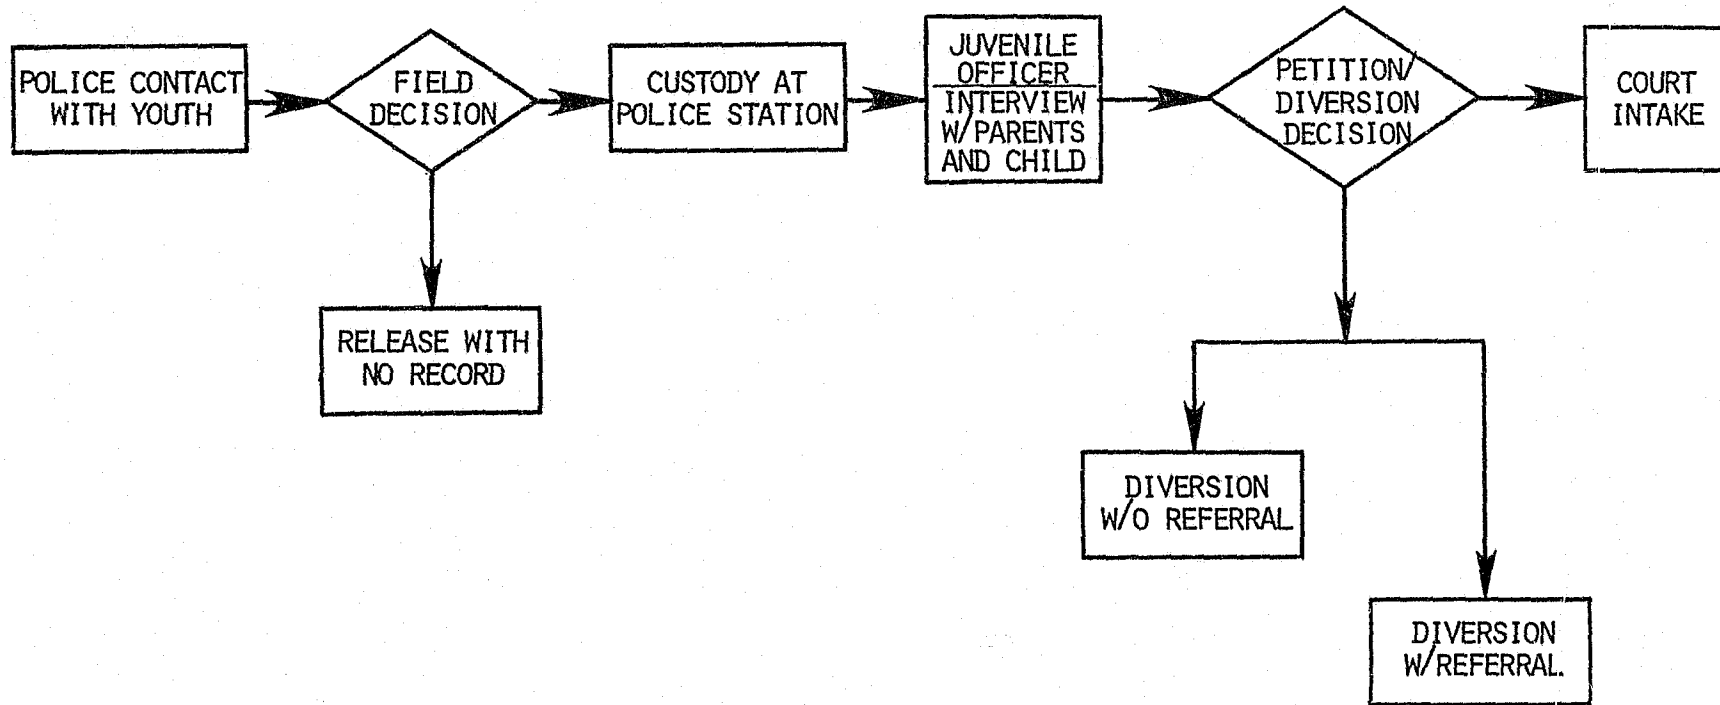 POLICE CONTACT
WITH YOUTH
FIELD
DECISION
CUSTODY AT
POLICE STATION
JUVENILE
OFFICER
INTERVIEW
W/PARENTS
AND CHILD
PETITION/
DIVERSION
DECISION
COURT
INTAKE
RELEASE WITH
NO RECORD
DIVERSION
W/O REFERRAL
DIVERSION
W/REFERRAL.